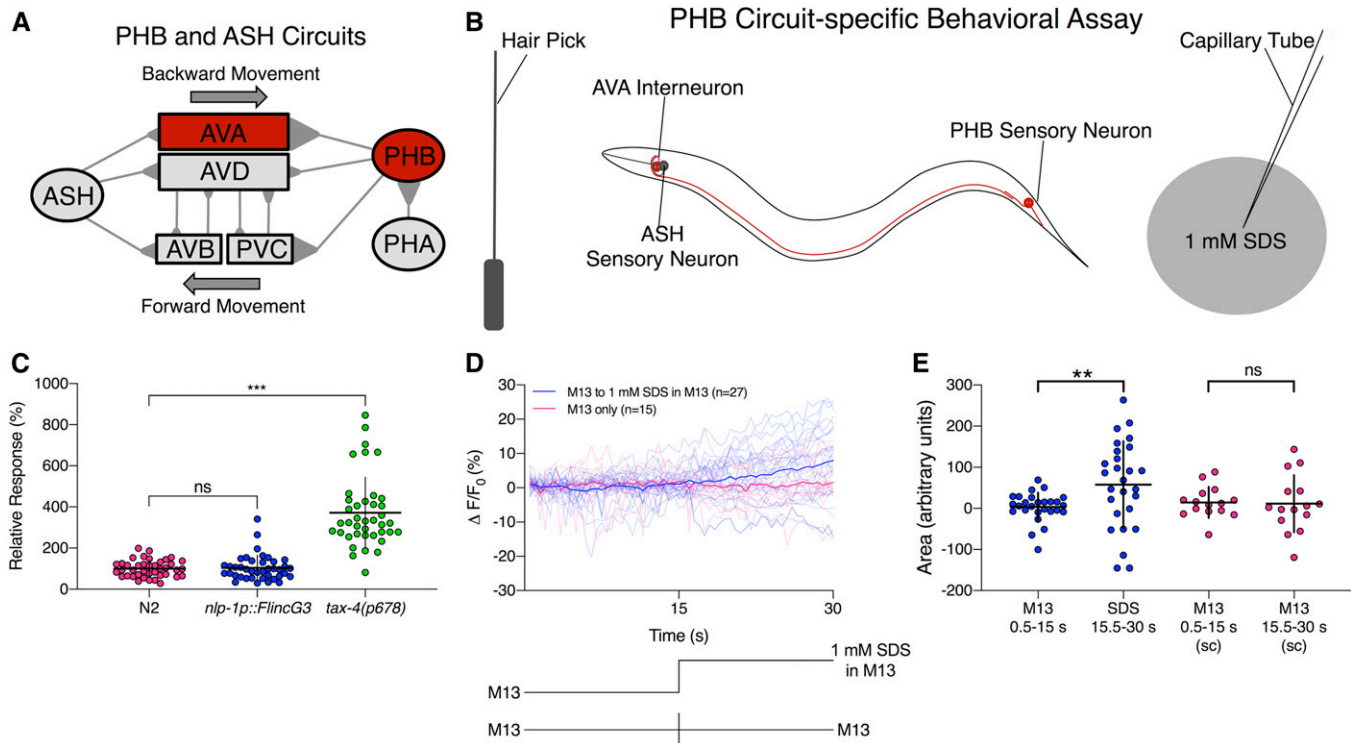 A
PHB and ASH Circuits
Backward Movement
AVA
AVD
ASH
PHB
AVB
PVC
PHA
Forward Movement
B
PHB Circuit-specific Behavioral Assay
Hair Pick
AVA Interneuron
PHB Sensory Neuron
ASH
Sensory Neuron
Capillary Tube
1 mM SDS
C
Relative Response (%)
1000
800
600
400
200
0
***
ns
N2
nlp-1p::FlincG3
tax-4(p678)
D
Δ F/F0 (%)
30
20
10
0
-10
-20
-30
M13 to 1 mM SDS in M13 (n=27)
M13 only (n=15)
15
30
Time (s)
1 mM SDS
in M13
M13
M13
M13
E
Area (arbitrary units)
300
200
100
0
-100
-200
**
ns
M13
0.5-15 s
SDS
15.5-30 s
M13
0.5-15 s
(sc)
M13
15.5-30 s
(sc)